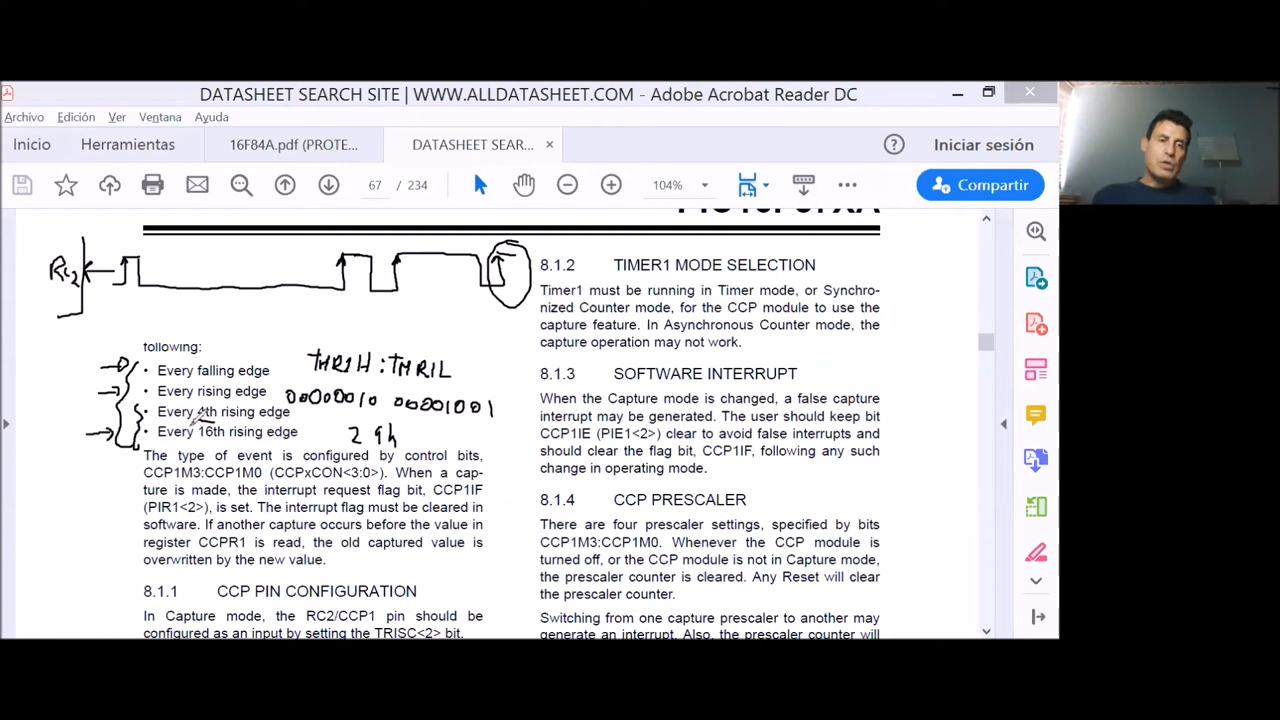 DATASHEET SEARCH SITE | WWW.ALLDATASHEET.COM - Adobe Acrobat Reader DC
Archivo Edición Ver Ventana Ayuda
Inicio Herramientas 16F84A.pdf (PROTE... DATASHEET SEAR... Iniciar sesión
67 / 234 104% Compartir
RC2
following:
• Every falling edge
• Every rising edge
• Every 4th rising edge
• Every 16th rising edge
TMR1H : TMR1L
00000010 00001001
2 9h
The type of event is configured by control bits,
CCP1M3:CCP1M0 (CCPxCCN<3:0>). When a cap-
ture is made, the interrupt request flag bit, CCP1IF
(PIR1<2>), is set. The interrupt flag must be cleared in
software. If another capture occurs before the value in
register CCPR1 is read, the old captured value is
overwritten by the new value.
8.1.1 CCP PIN CONFIGURATION
In Capture mode, the RC2/CCP1 pin should be
configured as an input by setting the TRISC<2> bit.
8.1.2 TIMER1 MODE SELECTION
Timer1 must be running in Timer mode, or Synchro-
nized Counter mode, for the CCP module to use the
capture feature. In Asynchronous Counter mode, the
capture operation may not work.
8.1.3 SOFTWARE INTERRUPT
When the Capture mode is changed, a false capture
interrupt may be generated. The user should keep bit
CCP1IE (PIE1<2>) clear to avoid false interrupts and
should clear the flag bit, CCP1IF, following any such
change in operating mode.
8.1.4 CCP PRESCALER
There are four prescaler settings, specified by bits
CCP1M3:CCP1M0. Whenever the CCP module is
turned off, or the CCP module is not in Capture mode,
the prescaler counter is cleared. Any Reset will clear
the prescaler counter.
Switching from one capture prescaler to another may
generate an interrupt. Also, the prescaler counter will